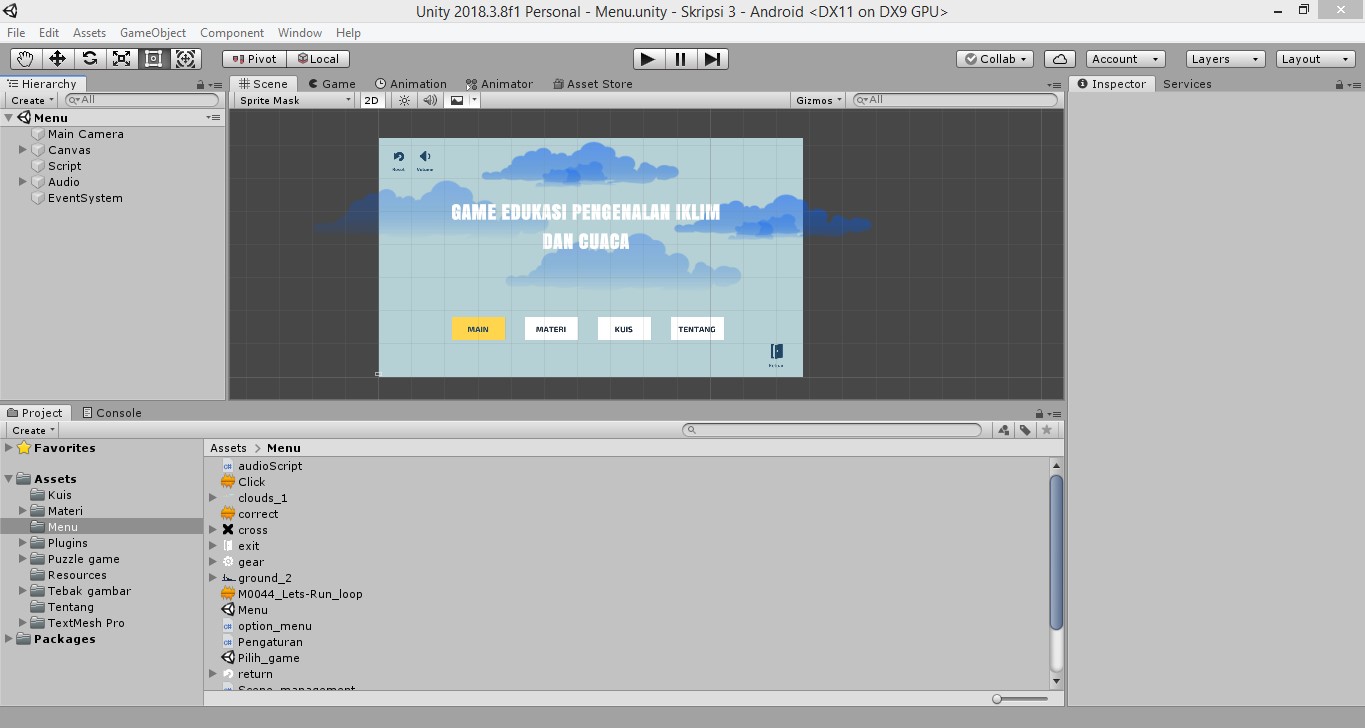 Unity 2018.3.8f1 Personal - Menu.unity - Skripsi 3 - Android <DX11 on DX9 GPU>
File Edit Assets GameObject Component Window Help
Pivot Local Collab Account Layers Layout
Hierarchy
Create All
Menu
Main Camera
Canvas
Script
Audio
EventSystem
Scene Game Animation Animator Asset Store
Sprite Mask 2D Gizmos All
Reset Volume
GAME EDUKASI PENGENALAN IKLIM
DAN CUACA
MAIN MATERI KUIS TENTANG
Keluar
Inspector Services
Project Console
Create
Favorites
Assets
Kuis
Materi
Menu
Plugins
Puzzle game
Resources
Tebak gambar
Tentang
TextMesh Pro
Packages
Assets > Menu
audioScript
Click
clouds_1
correct
cross
exit
gear
ground_2
M0044_Lets-Run_loop
Menu
option_menu
Pengaturan
Pilih_game
return
Scene_management